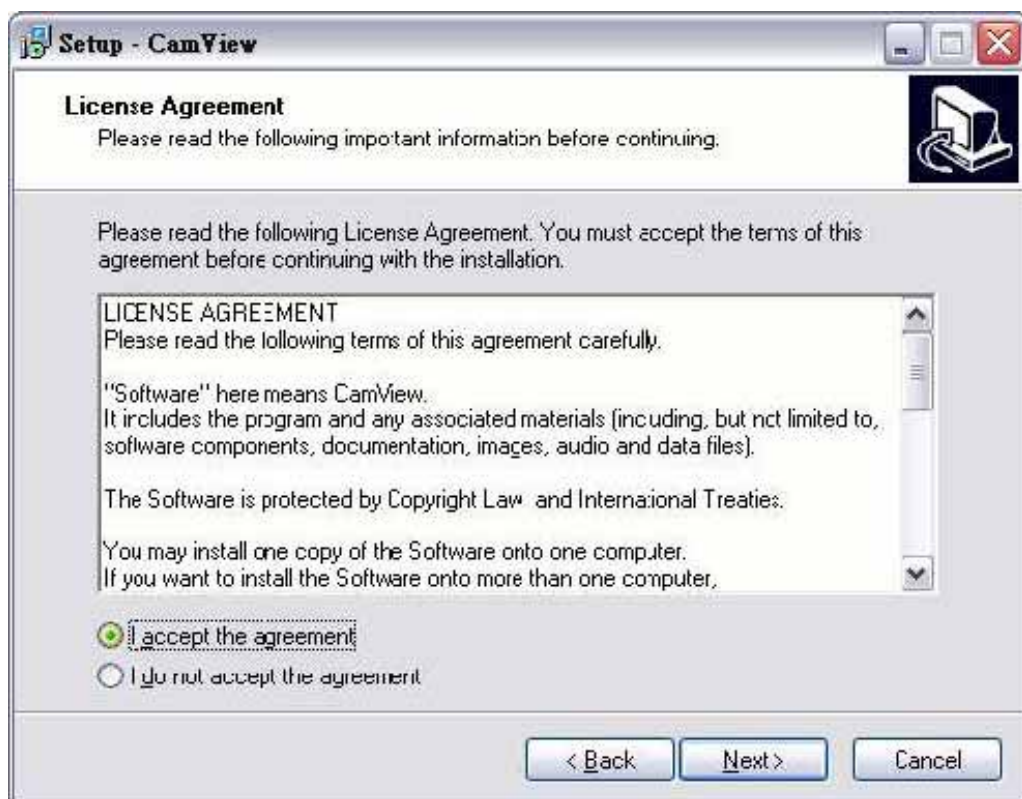 Setup - CamView
License Agreement
Please read the following important information before continuing.
Please read the following License Agreement. You must accept the terms of this
agreement before continuing with the installation.
LICENSE AGREEMENT
Please read the following terms of this agreement carefully.
"Software" here means CamView.
It includes the program and any associated materials (incuding, but not limited to,
software components, documentation, images, audio and data files).
The Software is protected by Copyright Law and International Treaties.
You may install one copy of the Software onto one computer.
If you want to install the Software onto more than one computer,
I accept the agreement
I do not accept the agreement
< Back Next > Cancel